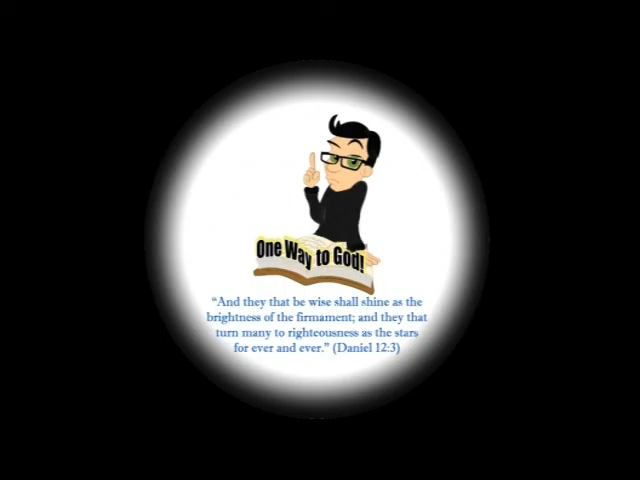 One Way to God!
“And they that be wise shall shine as the
brightness of the firmament; and they that
turn many to righteousness as the stars
for ever and ever.” (Daniel 12:3)